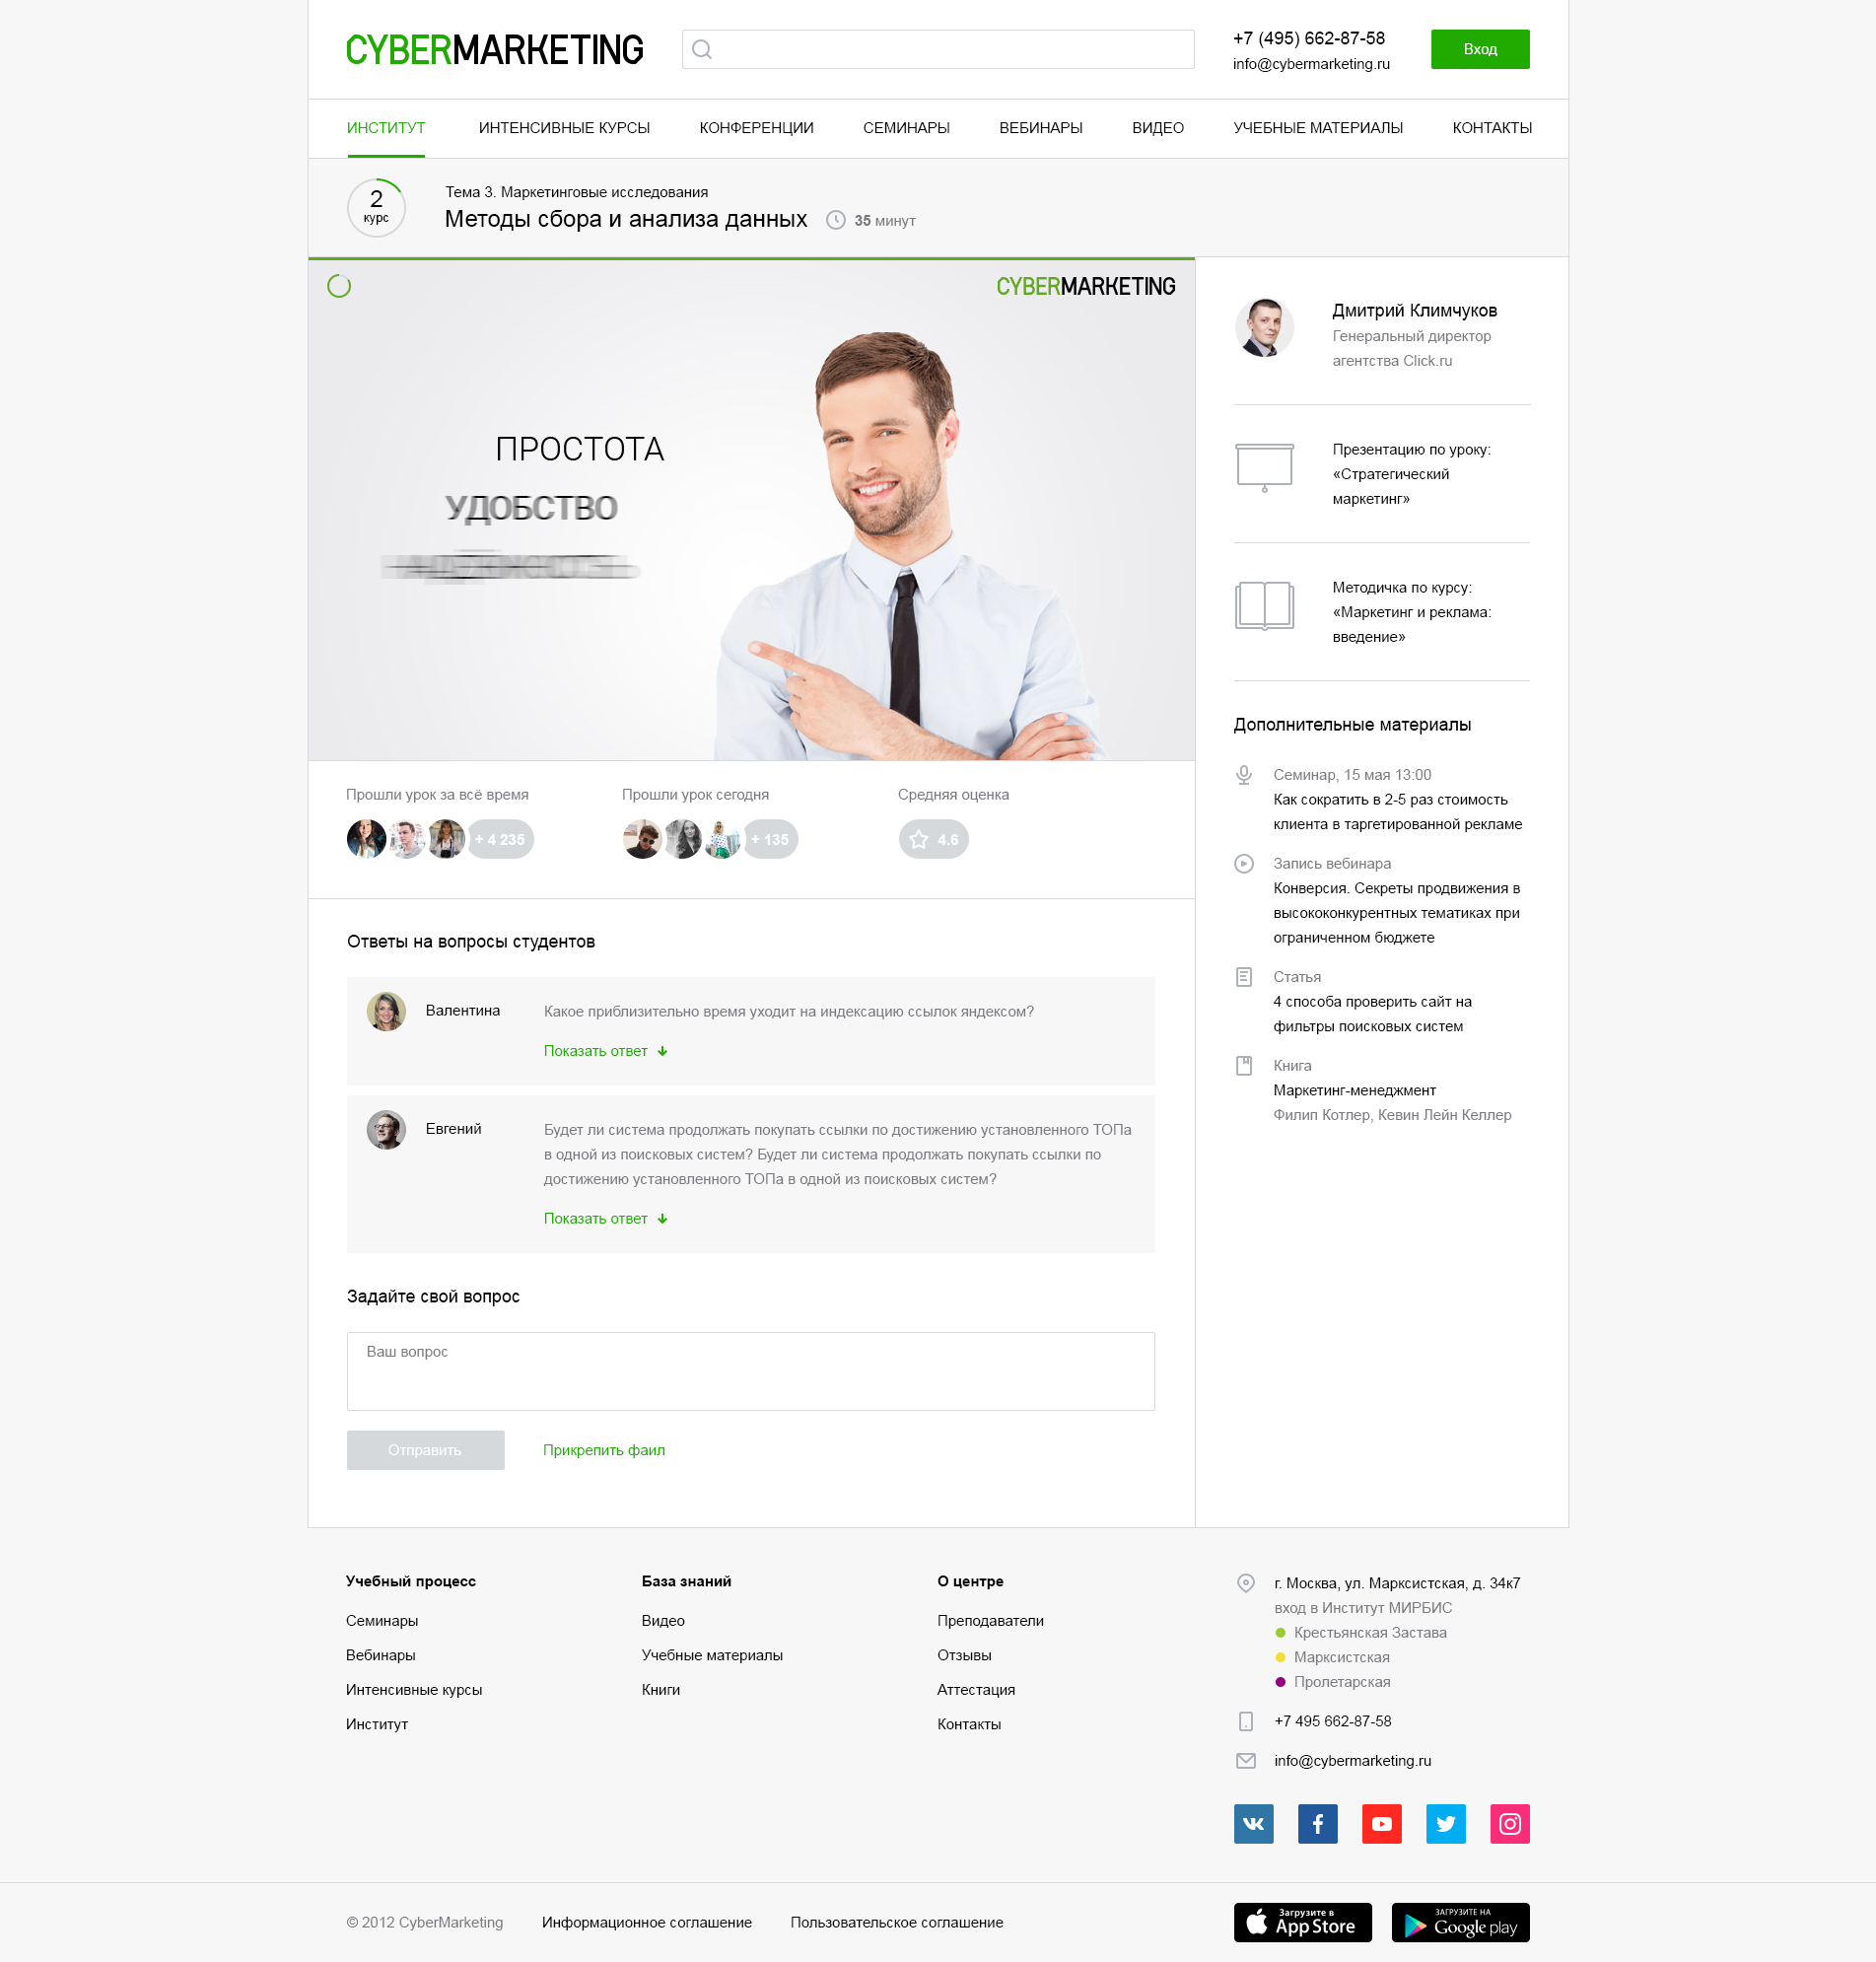 CYBERMARKETING
+7 (495) 662-87-58
info@cybermarketing.ru
Вход
ИНСТИТУТ
ИНТЕНСИВНЫЕ КУРСЫ
КОНФЕРЕНЦИИ
СЕМИНАРЫ
ВЕБИНАРЫ
ВИДЕО
УЧЕБНЫЕ МАТЕРИАЛЫ
КОНТАКТЫ
2
курс
Тема 3. Маркетинговые исследования
Методы сбора и анализа данных
35 минут
CYBERMARKETING
ПРОСТОТА
УДОБСТВО
Дмитрий Климчуков
Генеральный директор
агентства Click.ru
Презентацию по уроку:
«Стратегический
маркетинг»
Методичка по курсу:
«Маркетинг и реклама:
введение»
Дополнительные материалы
Семинар, 15 мая 13:00
Как сократить в 2-5 раз стоимость
клиента в таргетированной рекламе
Запись вебинара
Конверсия. Секреты продвижения в
высококонкурентных тематиках при
ограниченном бюджете
Статья
4 способа проверить сайт на
фильтры поисковых систем
Книга
Маркетинг-менеджмент
Филип Котлер, Кевин Лейн Келлер
Прошли урок за всё время
+ 4 235
Прошли урок сегодня
+ 135
Средняя оценка
4.6
Ответы на вопросы студентов
Валентина
Какое приблизительно время уходит на индексацию ссылок яндексом?
Показать ответ
Евгений
Будет ли система продолжать покупать ссылки по достижению установленного ТОПа
в одной из поисковых систем? Будет ли система продолжать покупать ссылки по
достижению установленного ТОПа в одной из поисковых систем?
Показать ответ
Задайте свой вопрос
Ваш вопрос
Отправить
Прикрепить фаил
Учебный процесс
Семинары
Вебинары
Интенсивные курсы
Институт
База знаний
Видео
Учебные материалы
Книги
О центре
Преподаватели
Отзывы
Аттестация
Контакты
г. Москва, ул. Марксистская, д. 34к7
вход в Институт МИРБИС
Крестьянская Застава
Марксистская
Пролетарская
+7 495 662-87-58
info@cybermarketing.ru
© 2012 CyberMarketing
Информационное соглашение
Пользовательское соглашение
Загрузите в
App Store
ЗАГРУЗИТЕ НА
Google play